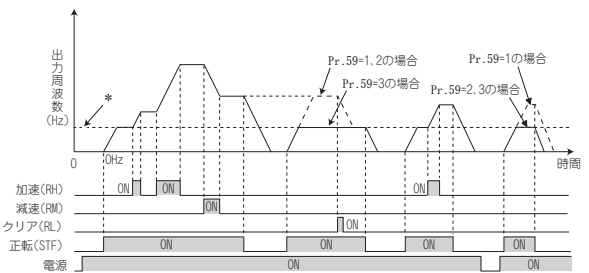 出力周波数(Hz)
*
Pr.59=1,2の場合
Pr.59=3の場合
Pr.59=1の場合
Pr.59=2,3の場合
0
0Hz
時間
加速(RH) ON ON ON
減速(RM) ON
クリア(RL) ON
正転(STF) ON ON ON ON
電源 ON ON